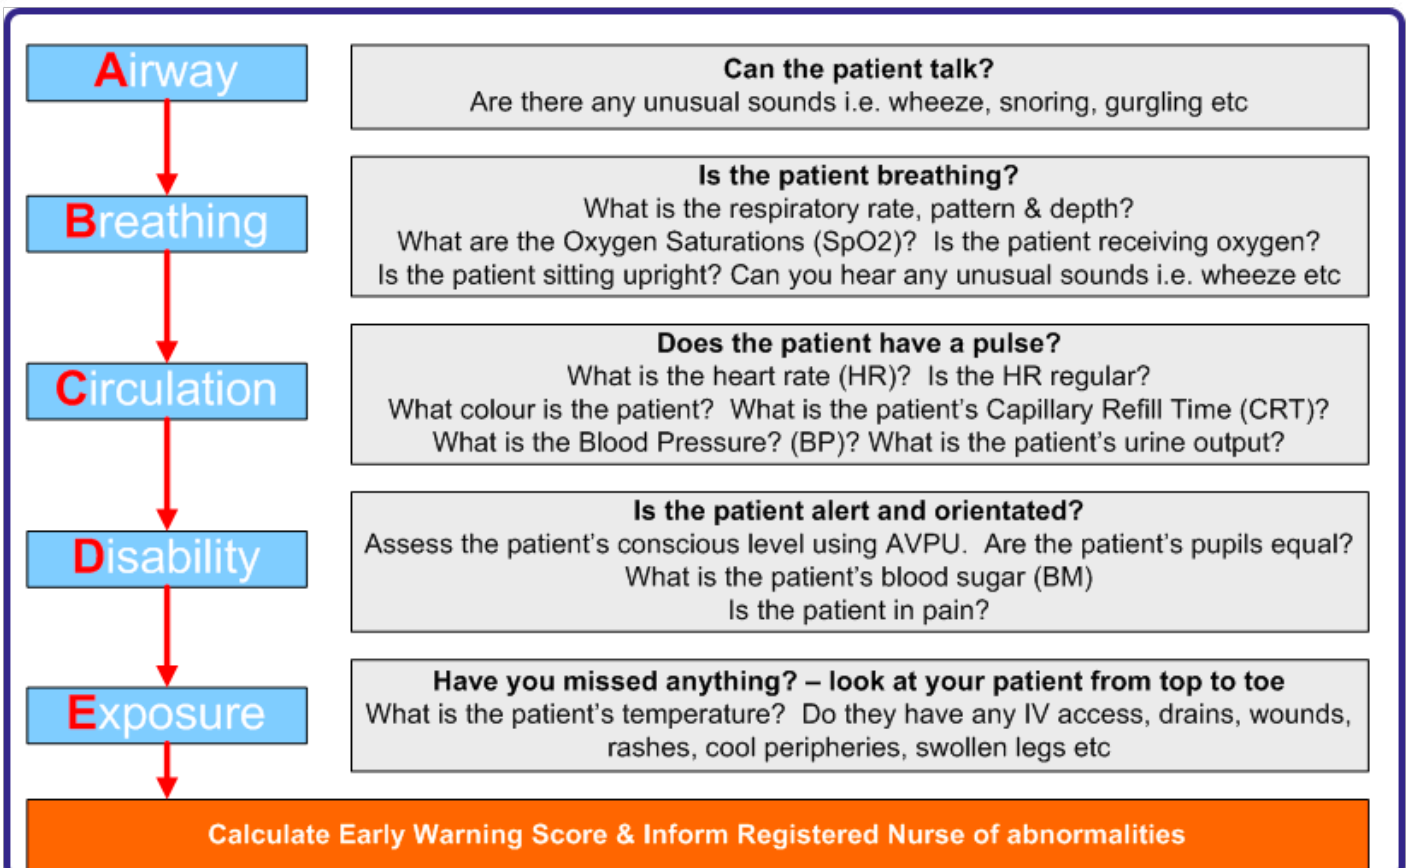 Airway
Can the patient talk?
Are there any unusual sounds i.e. wheeze, snoring, gurgling etc
Breathing
Is the patient breathing?
What is the respiratory rate, pattern & depth?
What are the Oxygen Saturations (SpO2)?  Is the patient receiving oxygen?
Is the patient sitting upright? Can you hear any unusual sounds i.e. wheeze etc
Circulation
Does the patient have a pulse?
What is the heart rate (HR)?  Is the HR regular?
What colour is the patient?  What is the patient's Capillary Refill Time (CRT)?
What is the Blood Pressure? (BP)? What is the patient's urine output?
Disability
Is the patient alert and orientated?
Assess the patient's conscious level using AVPU.  Are the patient's pupils equal?
What is the patient's blood sugar (BM)
Is the patient in pain?
Exposure
Have you missed anything? – look at your patient from top to toe
What is the patient's temperature?  Do they have any IV access, drains, wounds,
rashes, cool peripheries, swollen legs etc
Calculate Early Warning Score & Inform Registered Nurse of abnormalities